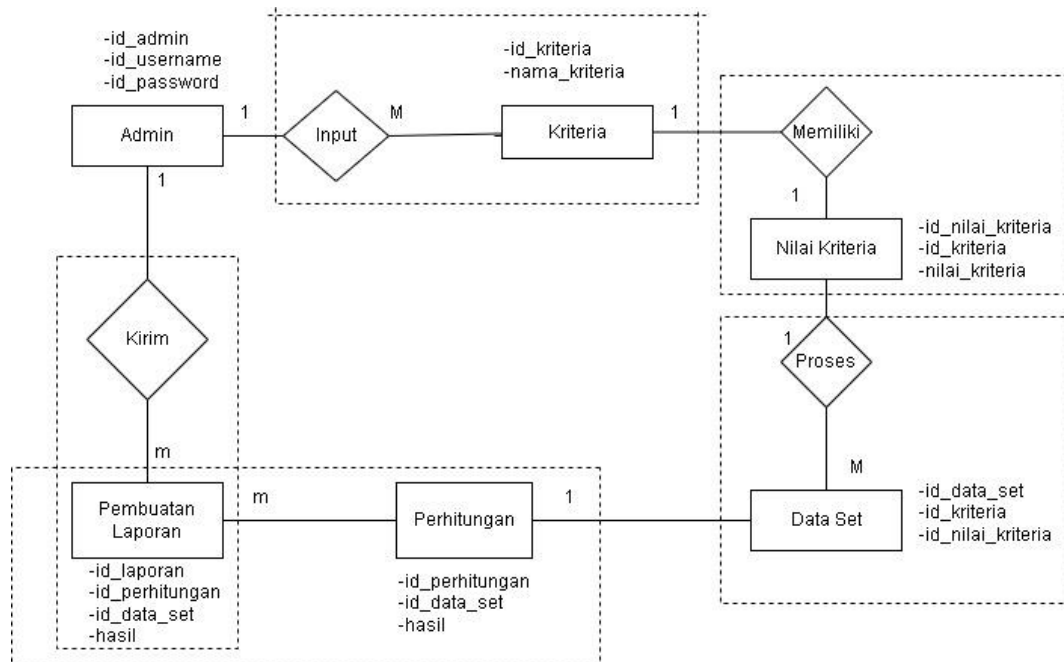 -id_admin
-id_username
-id_password
-id_kriteria
-nama_kriteria
Admin
1
Input
M
Kriteria
1
Memiliki
1
1
Nilai Kriteria
-id_nilai_kriteria
-id_kriteria
-nilai_kriteria
Kirim
1
Proses
m
M
Pembuatan
Laporan
m
Perhitungan
1
Data Set
-id_data_set
-id_kriteria
-id_nilai_kriteria
-id_laporan
-id_perhitungan
-id_data_set
-hasil
-id_perhitungan
-id_data_set
-hasil